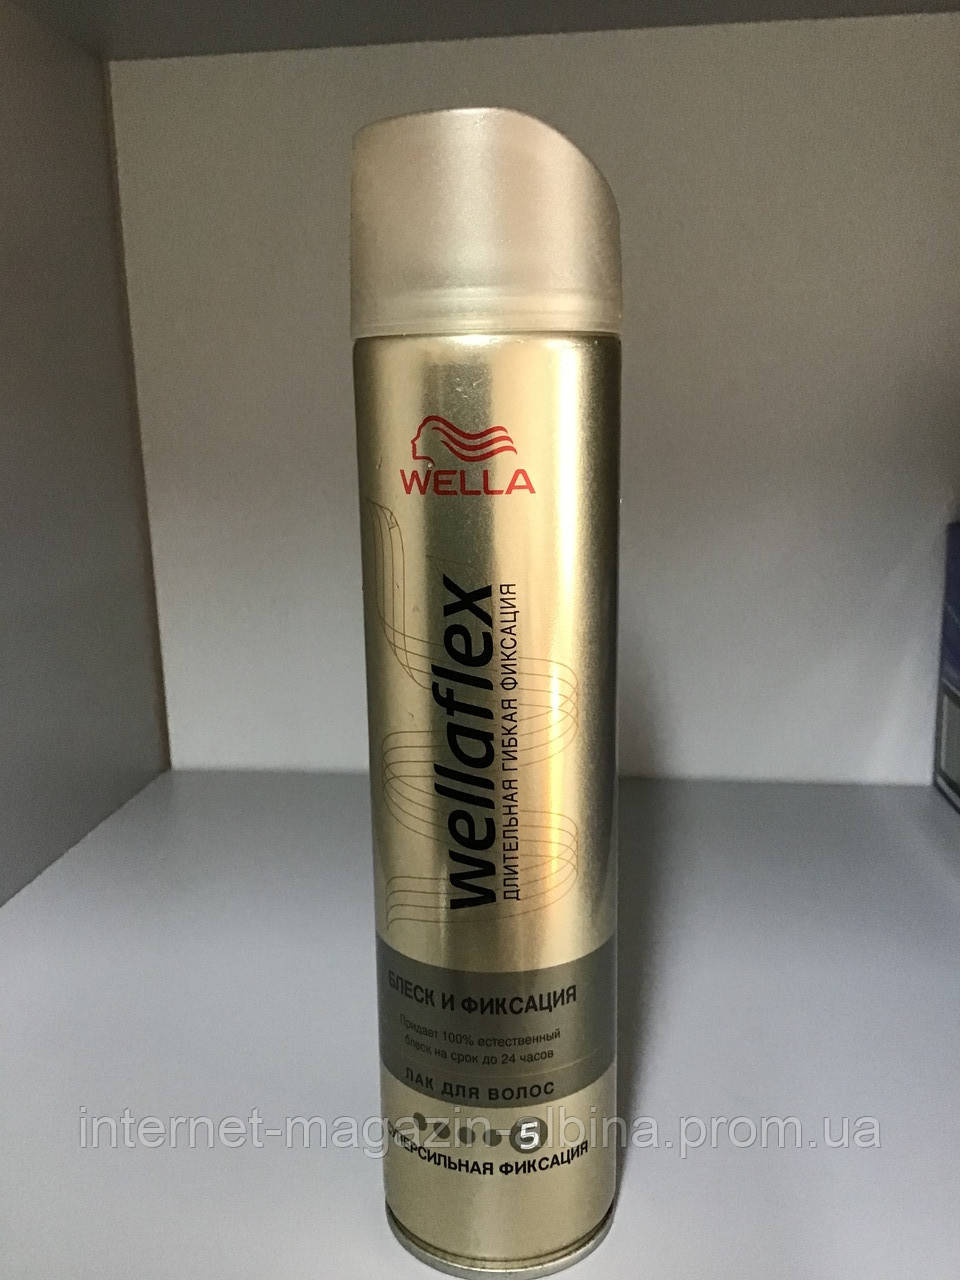 WELLA
wellaflex
ДЛИТЕЛЬНАЯ ГИБКАЯ ФИКСАЦИЯ
БЛЕСК И ФИКСАЦИЯ
Придает 100% естественный
блеск на срок до 24 часов
ЛАК ДЛЯ ВОЛОС
5
СУПЕРСИЛЬНАЯ ФИКСАЦИЯ
internet-magazin-albina.prom.ua